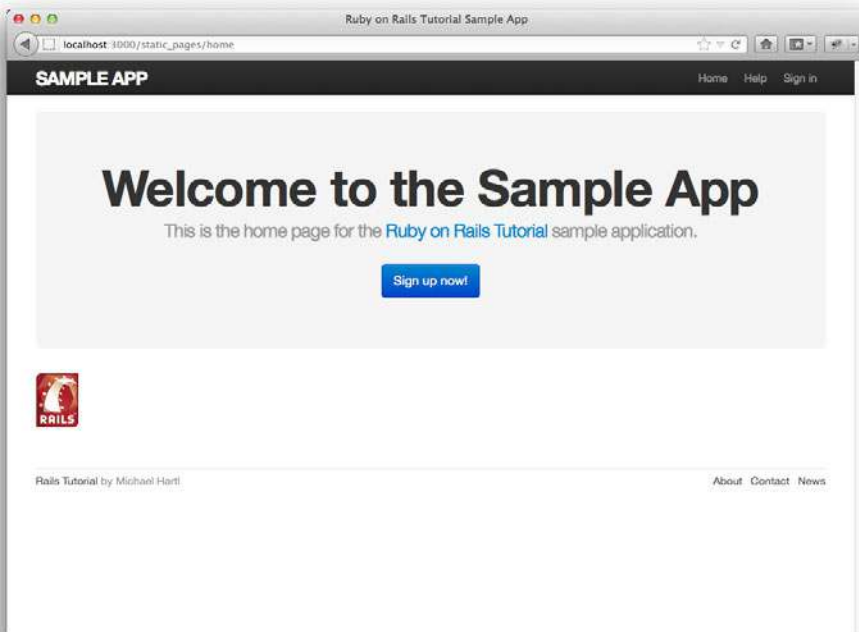 Ruby on Rails Tutorial Sample App
localhost:3000/static_pages/home
SAMPLE APP
Home Help Sign in
Welcome to the Sample App
This is the home page for the Ruby on Rails Tutorial sample application.
Sign up now!
RAILS
Rails Tutorial by Michael Hartl
About Contact News